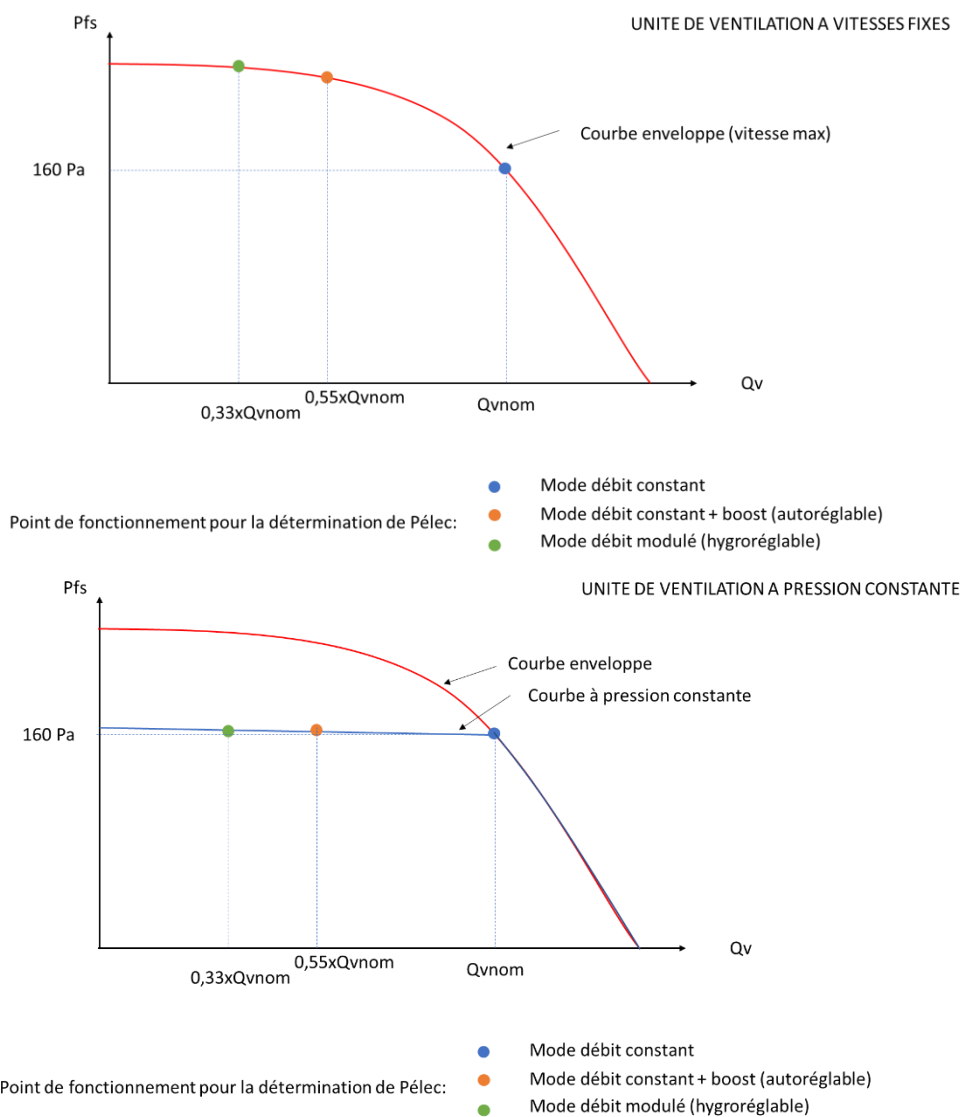 Pfs
UNITE DE VENTILATION A VITESSES FIXES
Courbe enveloppe (vitesse max)
160 Pa
Qv
0,33xQvnom
0,55xQvnom
Qvnom
Mode débit constant
Point de fonctionnement pour la détermination de Pélec:
Mode débit constant + boost (autoréglable)
Mode débit modulé (hygroréglable)
Pfs
UNITE DE VENTILATION A PRESSION CONSTANTE
Courbe enveloppe
Courbe à pression constante
160 Pa
Qv
0,33xQvnom
0,55xQvnom
Qvnom
Mode débit constant
Point de fonctionnement pour la détermination de Pélec:
Mode débit constant + boost (autoréglable)
Mode débit modulé (hygroréglable)